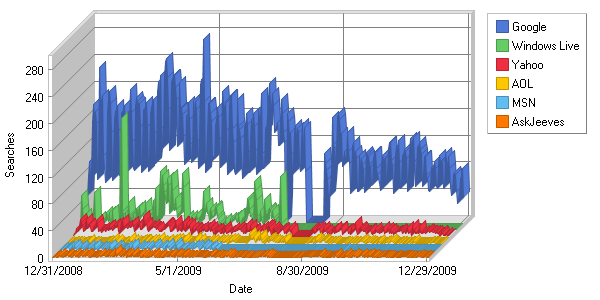 Google
Windows Live
Yahoo
AOL
MSN
AskJeeves
Searches
280
240
200
160
120
80
40
0
12/31/2008 5/1/2009 8/30/2009 12/29/2009
Date